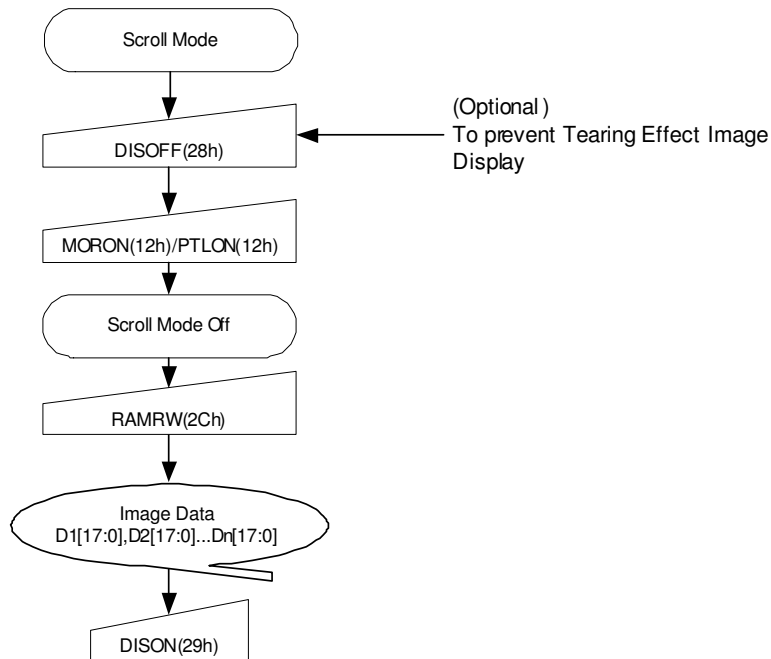 Scroll Mode
(Optional )
To prevent Tearing Effect Image
Display
DISOFF(28h)
MORON(12h)/PTLON(12h)
Scroll Mode Off
RAMRW(2Ch)
Image Data
D1[17:0],D2[17:0]...Dn[17:0]
DISON(29h)